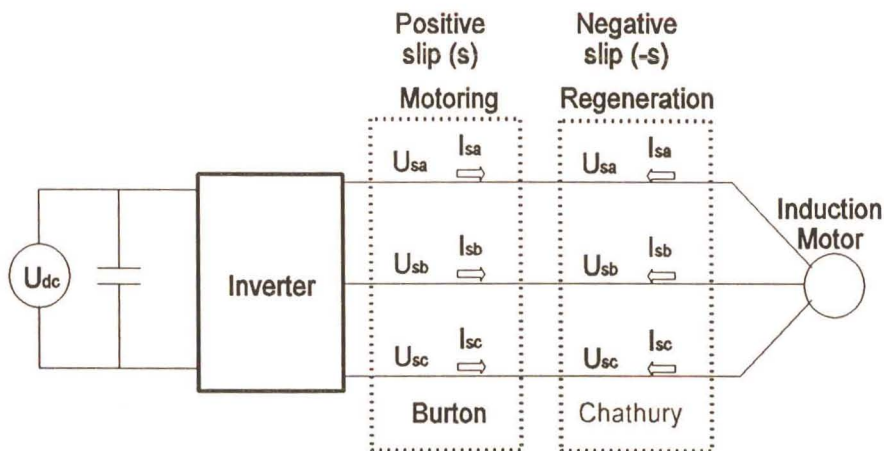 Positive
slip (s)
Motoring
Negative
slip (-s)
Regeneration
Usa
Isa
Usa
Isa
Induction
Motor
Udc
Inverter
Usb
Isb
Usb
Isb
Usc
Isc
Usc
Isc
Burton
Chathury